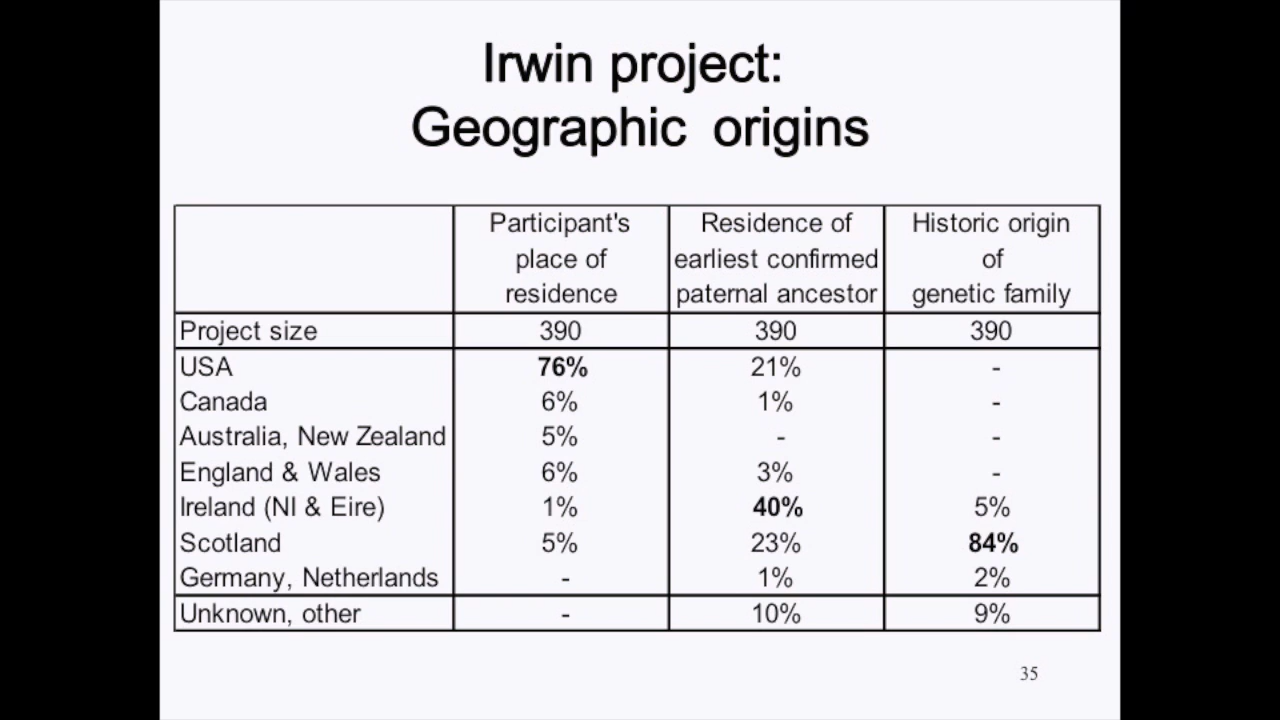 Irwin project:
Geographic origins
Participant's place of residence Residence of earliest confirmed paternal ancestor Historic origin of genetic family
Project size 390 390 390
USA 76% 21% -
Canada 6% 1% -
Australia, New Zealand 5% - -
England & Wales 6% 3% -
Ireland (NI & Eire) 1% 40% 5%
Scotland 5% 23% 84%
Germany, Netherlands - 1% 2%
Unknown, other - 10% 9%
35